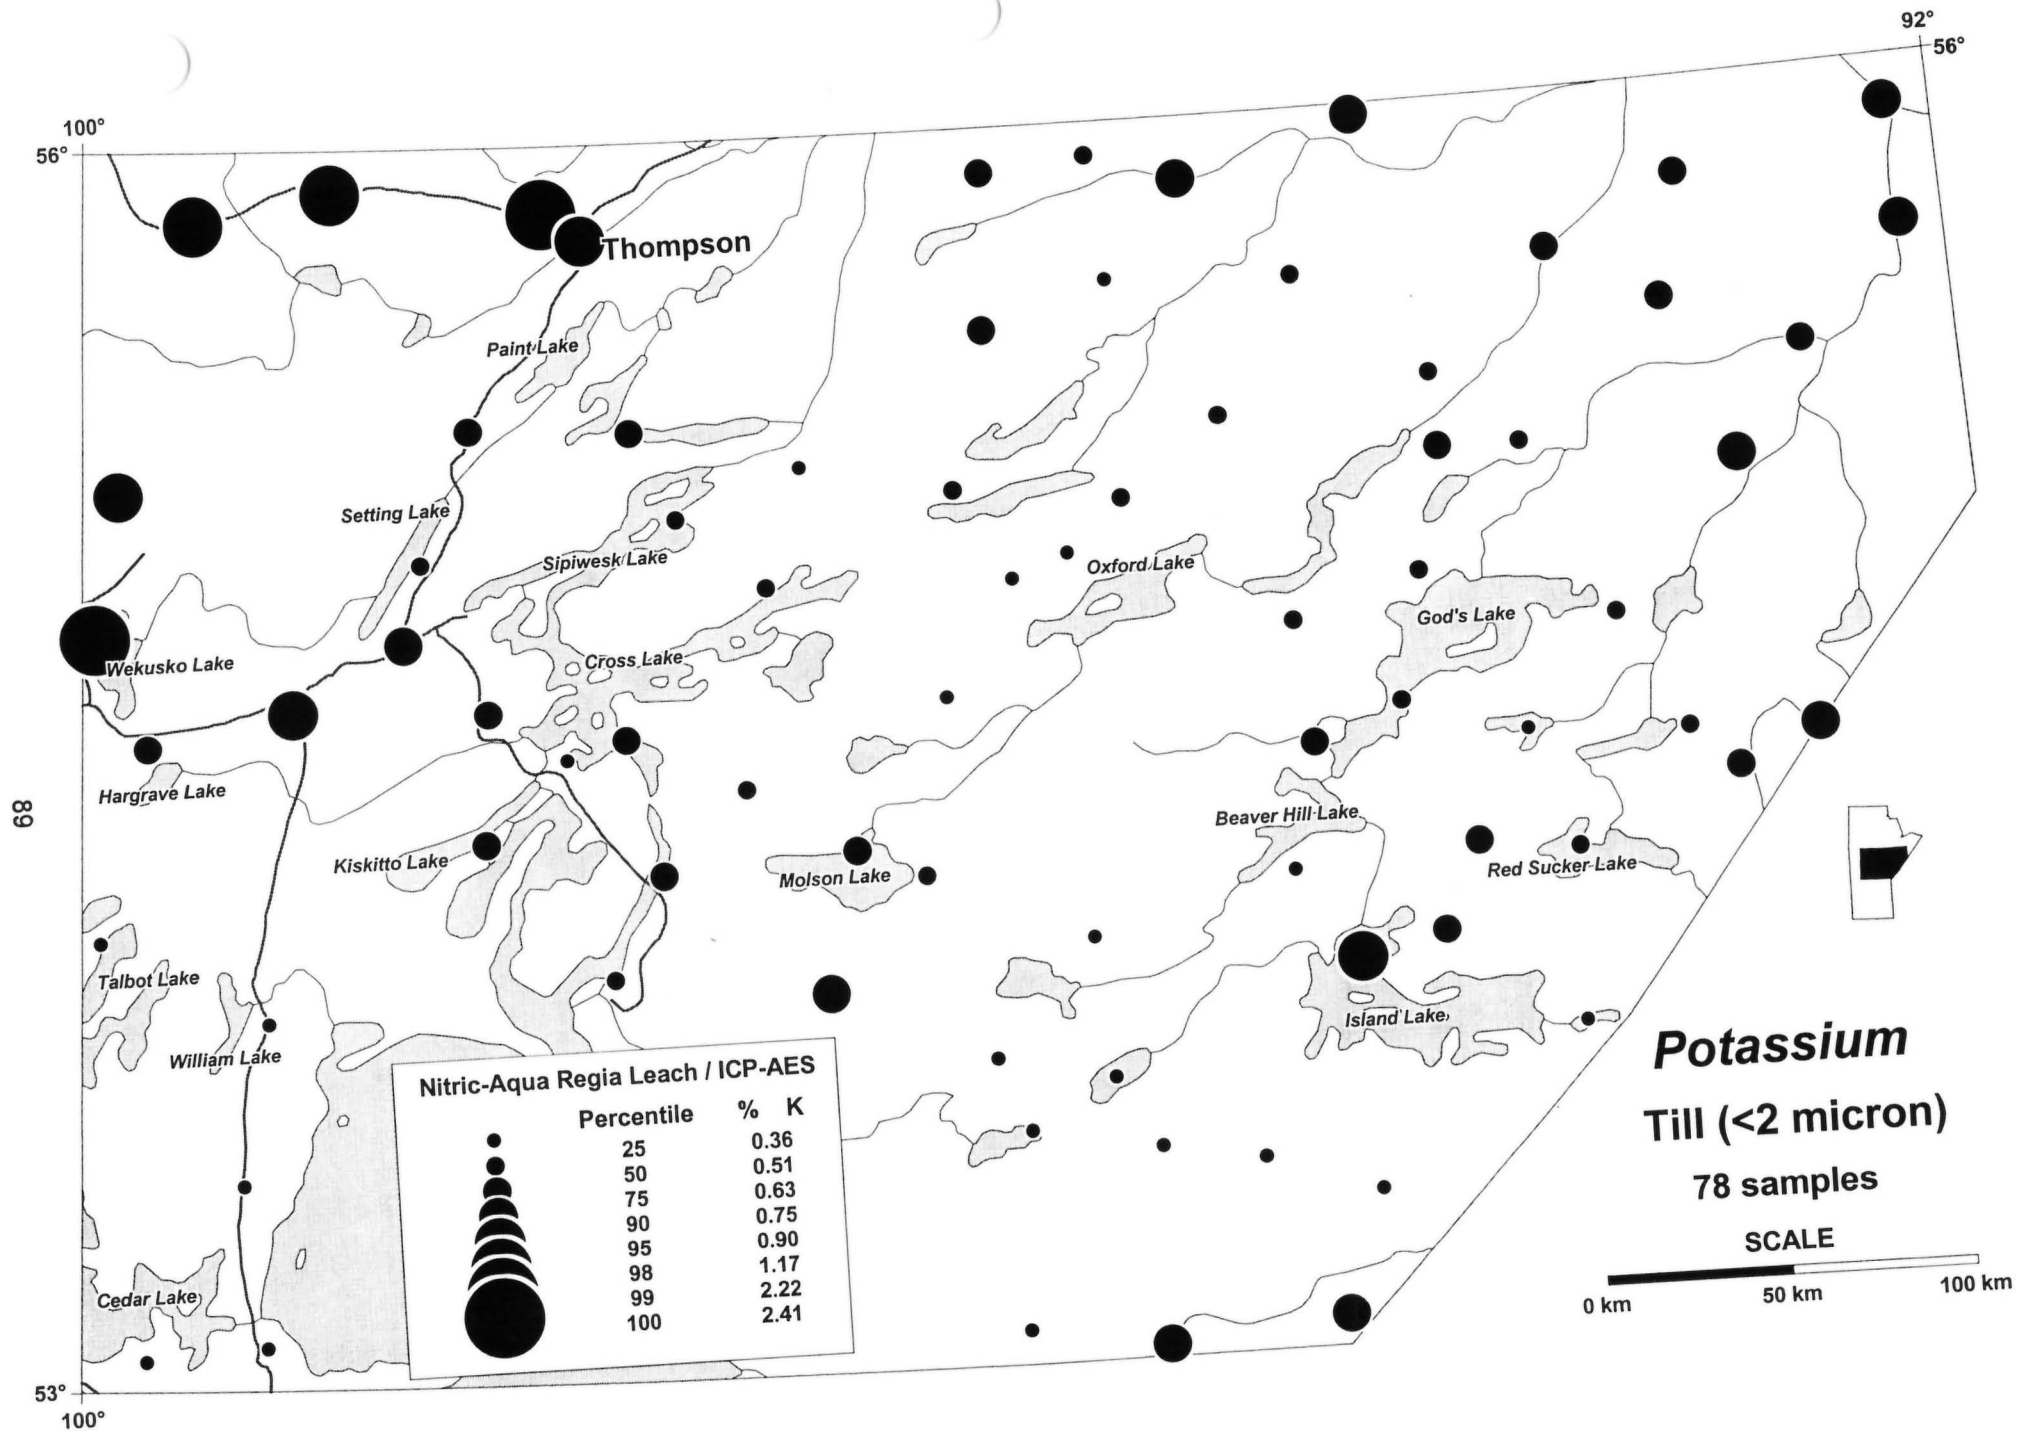 92°
56°
100°
56°
Thompson
Paint Lake
Setting Lake
Sipiwesk Lake
Oxford Lake
God's Lake
Wekusko Lake
Cross Lake
Hargrave Lake
Beaver Hill Lake
Kiskitto Lake
Molson Lake
Red Sucker Lake
Talbot Lake
Island Lake
William Lake
Cedar Lake
Nitric-Aqua Regia Leach / ICP-AES
Percentile % K
25 0.36
50 0.51
75 0.63
90 0.75
95 0.90
98 1.17
99 2.22
100 2.41
Potassium
Till (<2 micron)
78 samples
SCALE
0 km 50 km 100 km
53°
100°
89